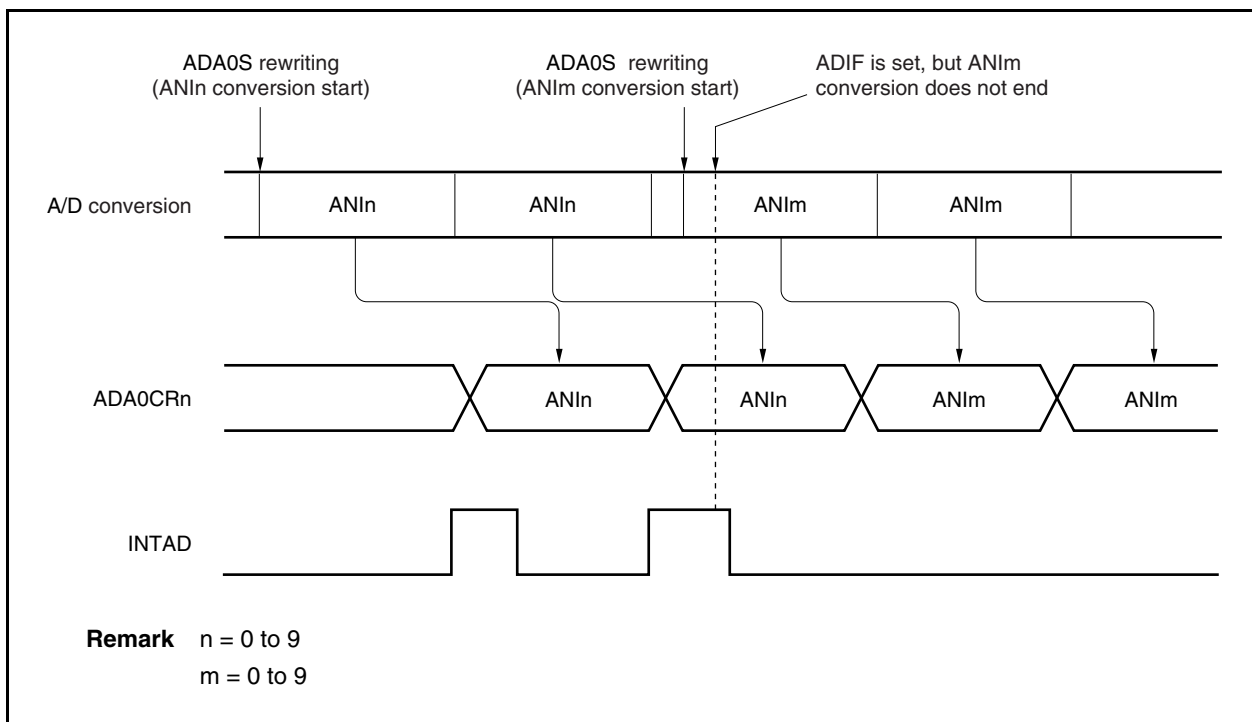 ADA0S rewriting
(ANIn conversion start)
ADA0S rewriting
(ANIm conversion start)
ADIF is set, but ANIm
conversion does not end
A/D conversion
ANIn
ANIn
ANIm
ANIm
ADA0CRn
ANIn
ANIn
ANIm
ANIm
INTAD
Remark n = 0 to 9
m = 0 to 9